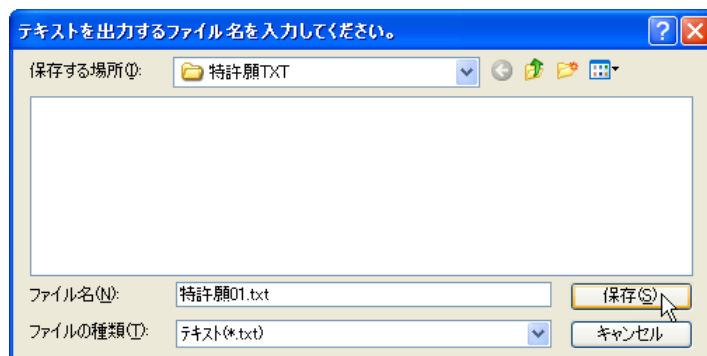 テキストを出力するファイル名を入力してください。
保存する場所(I):
特許願TXT
ファイル名(N):
特許願01.txt
保存(S)
ファイルの種類(T):
テキスト(*.txt)
キャンセル